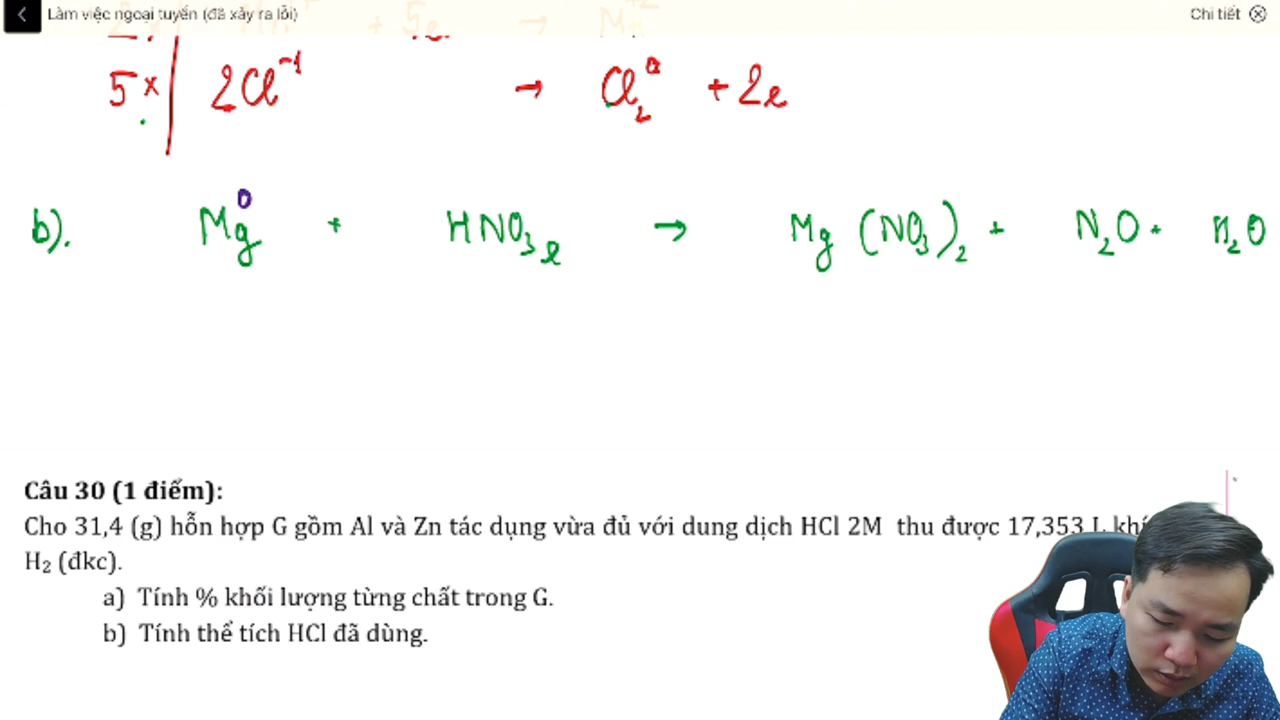 Làm việc ngoại tuyến (đã xảy ra lỗi)
Chi tiết
+ 5e → Mn
5 × 2Cl⁻¹ → Cl₂⁰ + 2e
b). Mg⁰ + HNO₃ℓ → Mg(NO₃)₂ + N₂O + H₂O
Câu 30 (1 điểm):
Cho 31,4 (g) hỗn hợp G gồm Al và Zn tác dụng vừa đủ với dung dịch HCl 2M thu được 17,353 L
H₂ (đkc).
a) Tính % khối lượng từng chất trong G.
b) Tính thể tích HCl đã dùng.